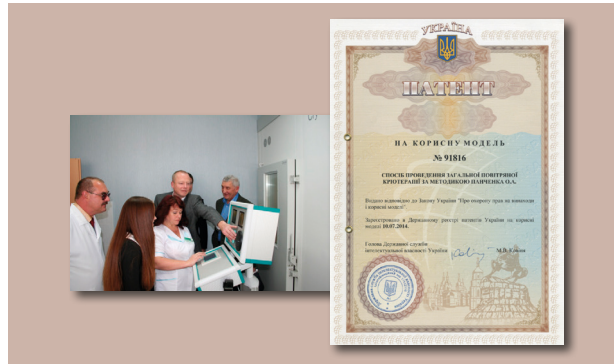 УКРАЇНА
ПАТЕНТ
НА КОРИСНУ МОДЕЛЬ
№ 91816
СПОСІБ ПРОВЕДЕННЯ ЗАГАЛЬНОЇ ПОВІТРЯНОЇ
КРІОТЕРАПІЇ ЗА МЕТОДИКОЮ ПАНЧЕНКА О.А.
Видано відповідно до Закону України "Про охорону прав на винаходи
і корисні моделі".
Зареєстровано в Державному реєстрі патентів України на корисні
моделі 10.07.2014.
Голова Державної служби
інтелектуальної власності України